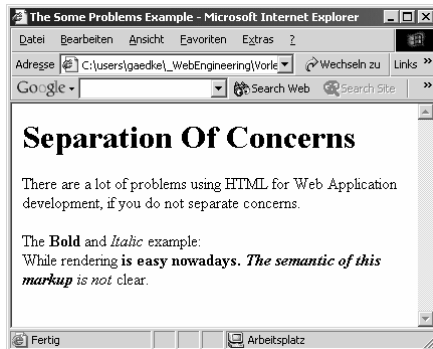 The Some Problems Example - Microsoft Internet Explorer
Datei Bearbeiten Ansicht Favoriten Extras ?
Adresse C:\users\gaedke\_WebEngineering\Vorle Wechseln zu Links »
Google Search Web Search Site »
Separation Of Concerns
There are a lot of problems using HTML for Web Application
development, if you do not separate concerns.
The Bold and Italic example:
While rendering is easy nowadays. The semantic of this
markup is not clear.
Fertig Arbeitsplatz